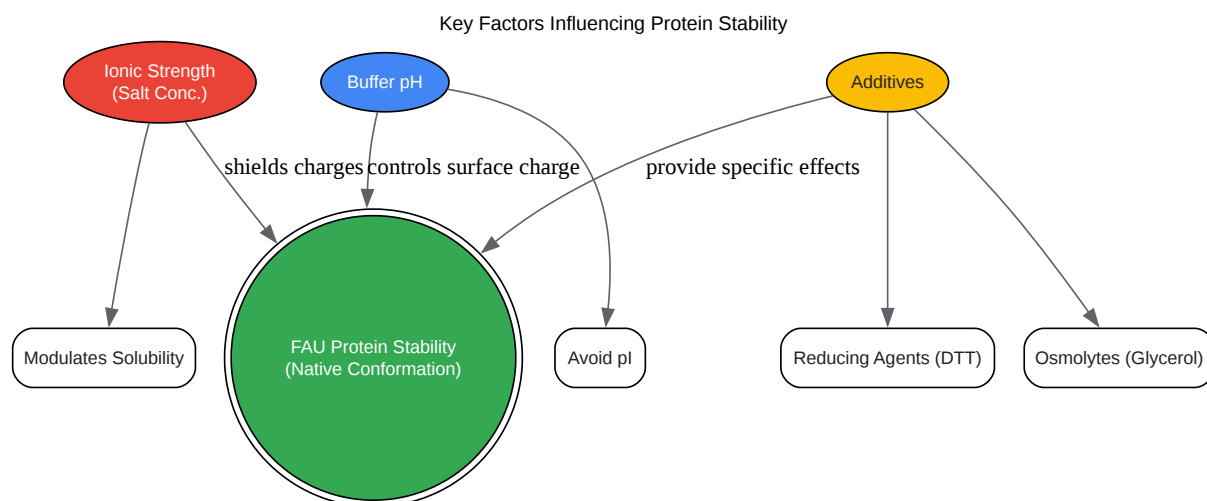 Key Factors Influencing Protein Stability
Ionic Strength
(Salt Conc.)
Buffer pH
Additives
shields charges
controls surface charge
provide specific effects
Modulates Solubility
FAU Protein Stability
(Native Conformation)
Avoid pI
Reducing Agents (DTT)
Osmolytes (Glycerol)